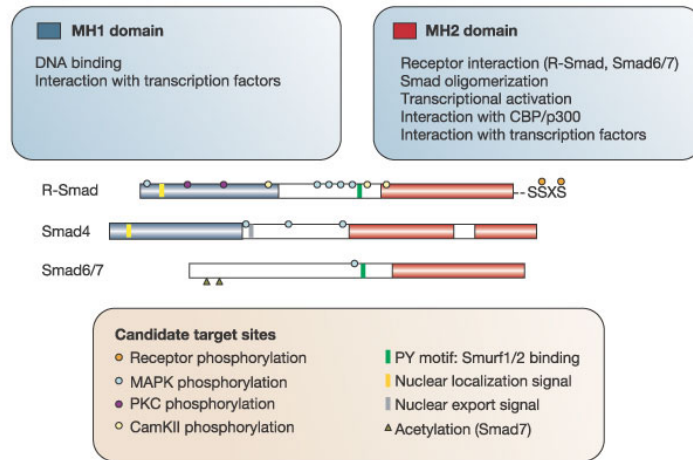 MH1 domain
DNA binding
Interaction with transcription factors
MH2 domain
Receptor interaction (R-Smad, Smad6/7)
Smad oligomerization
Transcriptional activation
Interaction with CBP/p300
Interaction with transcription factors
R-Smad
SSXS
Smad4
Smad6/7
Candidate target sites
Receptor phosphorylation
MAPK phosphorylation
PKC phosphorylation
CamKII phosphorylation
PY motif: Smurf1/2 binding
Nuclear localization signal
Nuclear export signal
Acetylation (Smad7)